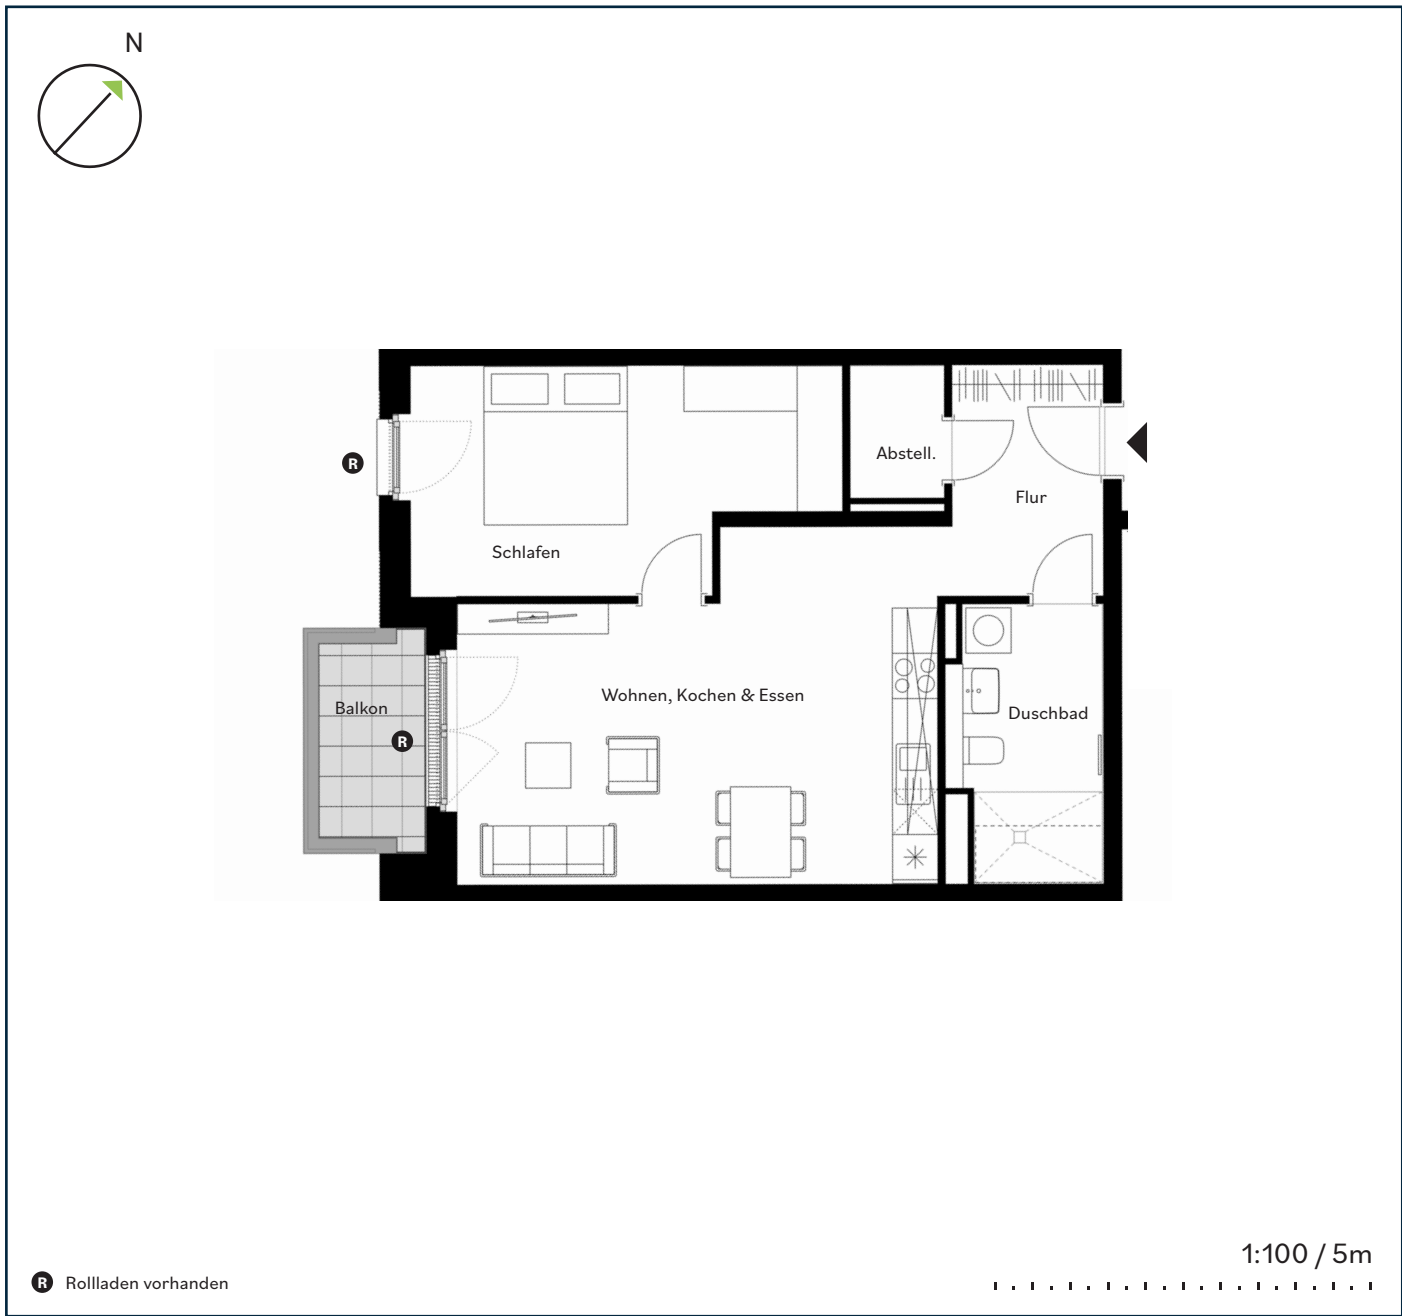 N
Abstell.
R
Flur
Schlafen
Wohnen, Kochen & Essen
Balkon
Duschbad
R
1:100 / 5m
R Rollladen vorhanden